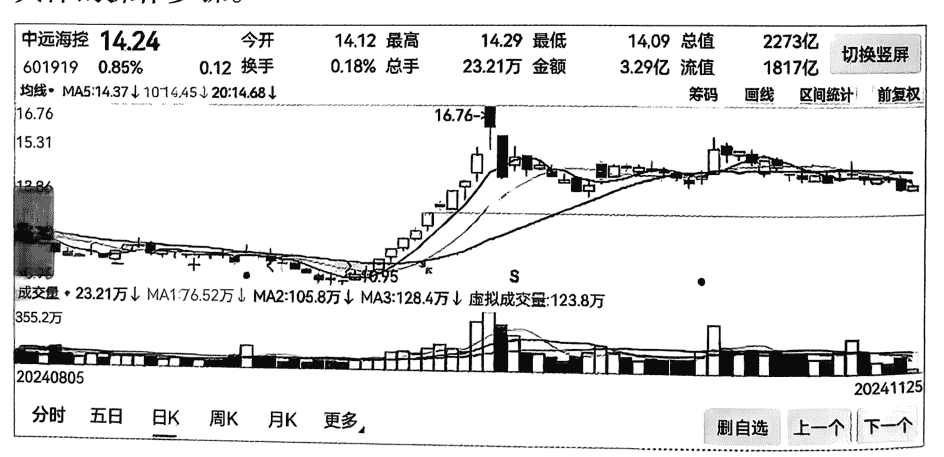 中远海控 14.24 今开 14.12 最高 14.29 最低 14.09 总值 2273亿 切换竖屏
601919 0.85% 0.12 换手 0.18% 总手 23.21万 金额 3.29亿 流值 1817亿
均线 MA5:14.37↓ 10:14.45↓ 20:14.68↓ 筹码 画线 区间统计 前复权
16.76
16.76
15.31
13.86
10.95
S
成交量 23.21万↓ MA1:76.52万↓ MA2:105.8万↓ MA3:128.4万↓ 虚拟成交量:123.8万
355.2万
20240805 20241125
分时 五日 日K 周K 月K 更多 删自选 上一个 下一个